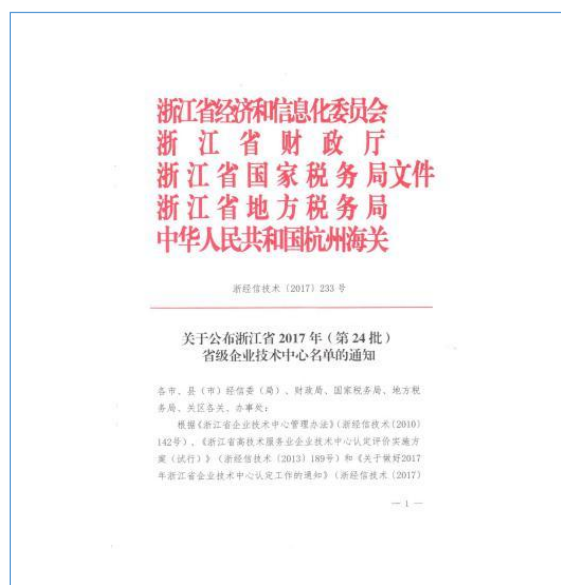 浙江省经济和信息化委员会
浙江省财政厅
浙江省国家税务局文件
浙江省地方税务局
中华人民共和国杭州海关
浙经信技术〔2017〕233号
关于公布浙江省2017年(第24批)
省级企业技术中心名单的通知
各市、县(市)经信委(局)、财政局、国家税务局、地方税
务局、关区各关、办事处:
根据《浙江省企业技术中心管理办法》(浙经信技术〔2010〕
142号)、《浙江省高技术服务业企业技术中心认定评价实施方
案(试行)》(浙经信技术〔2013〕189号)和《关于做好2017
年浙江省企业技术中心认定工作的通知》(浙经信技术〔2017〕
— 1 —